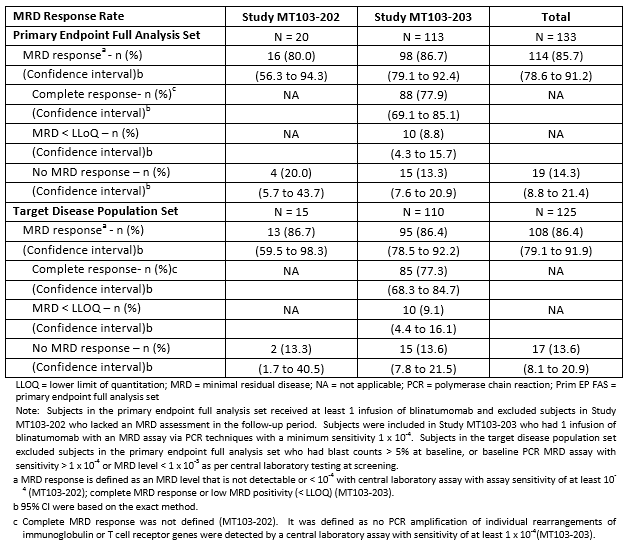 MRD Response Rate Study MT103-202 Study MT103-203 Total
Primary Endpoint Full Analysis Set N = 20 N = 113 N = 133
MRD responseᵃ - n (%) 16 (80.0) 98 (86.7) 114 (85.7)
(Confidence interval)b (56.3 to 94.3) (79.1 to 92.4) (78.6 to 91.2)
Complete response- n (%)ᶜ NA 88 (77.9) NA
(Confidence interval)ᵇ (69.1 to 85.1)
MRD < LLoQ – n (%) NA 10 (8.8) NA
(Confidence interval)b (4.3 to 15.7)
No MRD response – n (%) 4 (20.0) 15 (13.3) 19 (14.3)
(Confidence interval)ᵇ (5.7 to 43.7) (7.6 to 20.9) (8.8 to 21.4)
Target Disease Population Set N = 15 N = 110 N = 125
MRD responseᵃ - n (%) 13 (86.7) 95 (86.4) 108 (86.4)
(Confidence interval)b (59.5 to 98.3) (78.5 to 92.2) (79.1 to 91.9)
Complete response- n (%)c NA 85 (77.3) NA
(Confidence interval)b (68.3 to 84.7)
MRD < LLOQ – n (%) NA 10 (9.1) NA
(Confidence interval)b (4.4 to 16.1)
No MRD response – n (%) 2 (13.3) 15 (13.6) 17 (13.6)
(Confidence interval)b (1.7 to 40.5) (7.8 to 21.5) (8.1 to 20.9)
LLOQ = lower limit of quantitation; MRD = minimal residual disease; NA = not applicable; PCR = polymerse chain reaction; Prim EP FAS =
primary endpoint full analysis set
Note: Subjects in the primary endpoint full analysis set received at least 1 infusion of blinatumomab and excluded subjects in Study
MT103-202 who lacked an MRD assessment in the follow-up period. Subjects were included in Study MT103-203 who had 1 infusion of
blinatumomab with an MRD assay via PCR techniques with a minimum sensitivity 1 x 10⁻⁴. Subjects in the target disease population set
excluded subjects in the primary endpoint full analysis set who had blast counts > 5% at baseline, or baseline PCR MRD assay with
sensitivity > 1 x 10⁻⁴ or MRD level < 1 x 10⁻³ as per central laboratory testing at screening.
a MRD response is defined as an MRD level that is not detectable or < 10⁻⁴ with central laboratory assay with assay sensitivity of at least 10⁻
⁴ (MT103-202); complete MRD response or low MRD positive (< LLOQ) (MT103-203).
b 95% CI were based on the exact method.
c Complete MRD response was not defined (MT103-202). It was defined as no PCR amplification of individual rearrangements of
immunoglobulin or T cell receptor genes were detected by a central laboratory assay with sensitivity of at least 1 x 10⁻⁴(MT103-203).